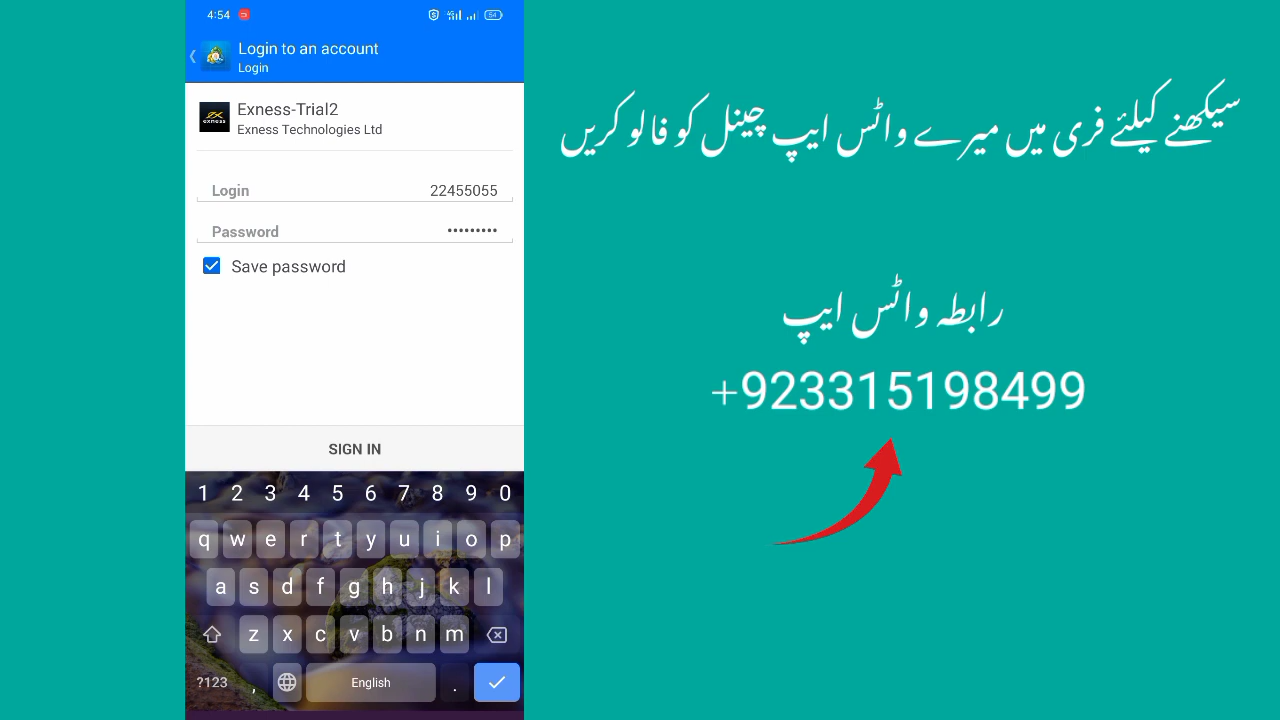 4:54
54
Login to an account
Login
exness
Exness-Trial2
Exness Technologies Ltd
Login 22455055
Password •••••••••
Save password
SIGN IN
1 2 3 4 5 6 7 8 9 0
q w e r t y u i o p
a s d f g h j k l
z x c v b n m
?123 , English .
سیکھنے کیلئے فری میں میرے واٹس ایپ چینل کو فالو کریں
رابطہ واٹس ایپ
+923315198499